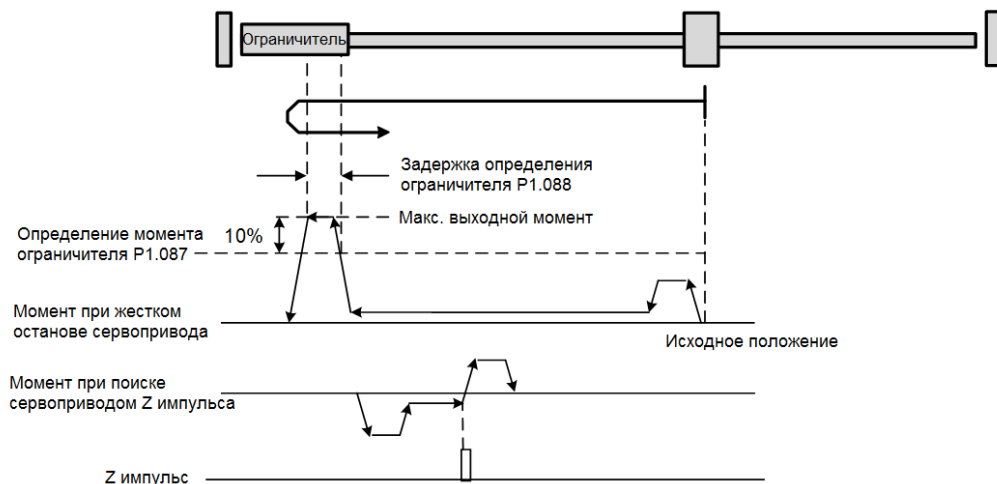 Ограничитель
Задержка определения
ограничителя P1.088
Макс. выходной момент
Определение момента
ограничителя P1.087
10%
Момент при жестком
останове сервопривода
Исходное положение
Момент при поиске
сервоприводом Z импульса
Z импульс